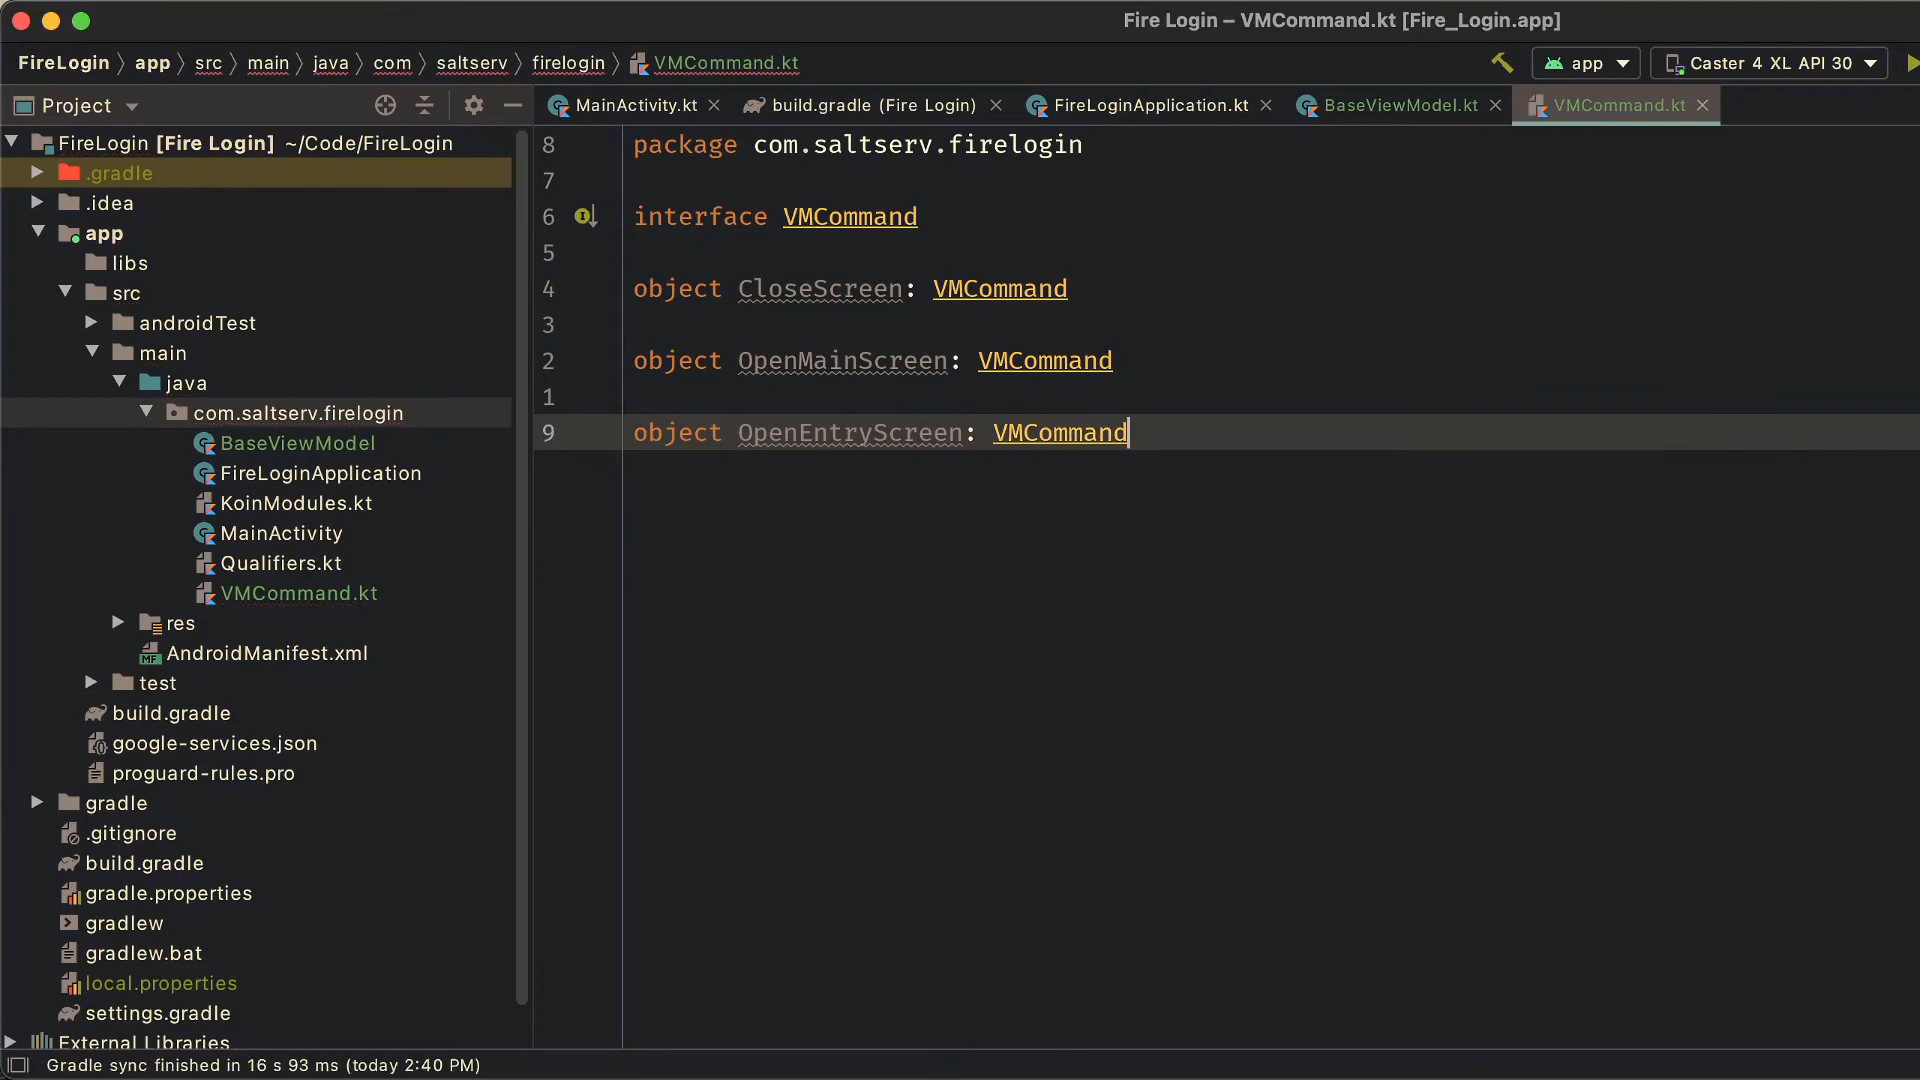 Fire Login – VMCommand.kt [Fire_Login.app]
FireLogin app src main java com saltserv firelogin VMCommand.kt
app Caster 4 XL API 30
Project
MainActivity.kt build.gradle (Fire Login) FireLoginApplication.kt BaseViewModel.kt VMCommand.kt
FireLogin [Fire Login] ~/Code/FireLogin
.gradle
.idea
app
libs
src
androidTest
main
java
com.saltserv.firelogin
BaseViewModel
FireLoginApplication
KoinModules.kt
MainActivity
Qualifiers.kt
VMCommand.kt
res
AndroidManifest.xml
test
build.gradle
google-services.json
proguard-rules.pro
gradle
.gitignore
build.gradle
gradle.properties
gradlew
gradlew.bat
local.properties
settings.gradle
External Libraries
8 package com.saltserv.firelogin
7
6 interface VMCommand
5
4 object CloseScreen: VMCommand
3
2 object OpenMainScreen: VMCommand
1
9 object OpenEntryScreen: VMCommand
Gradle sync finished in 16 s 93 ms (today 2:40 PM)